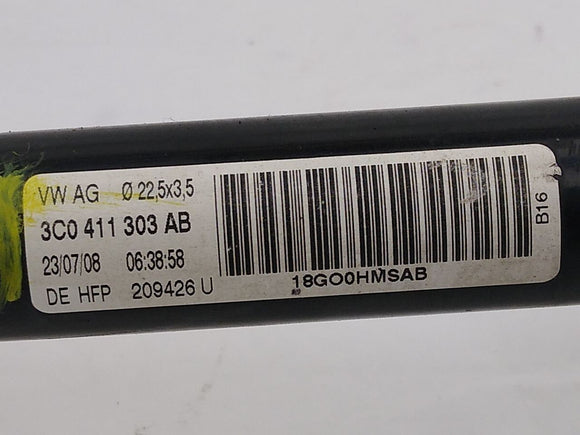 VW AG Ø 22,5x3,5
3C0 411 303 AB
23/07/08 06:38:58
DE HFP 209426 U
18GO0HMSAB
B16